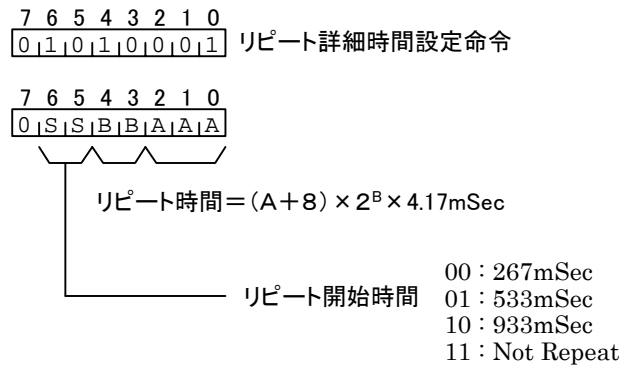 7 6 5 4 3 2 1 0
0 1 0 1 0 0 0 1 リピート詳細時間設定命令
7 6 5 4 3 2 1 0
0 S S B B A A A
リピート時間＝(A＋8)×2ᴮ×4.17mSec
リピート開始時間
00：267mSec
01：533mSec
10：933mSec
11：Not Repeat